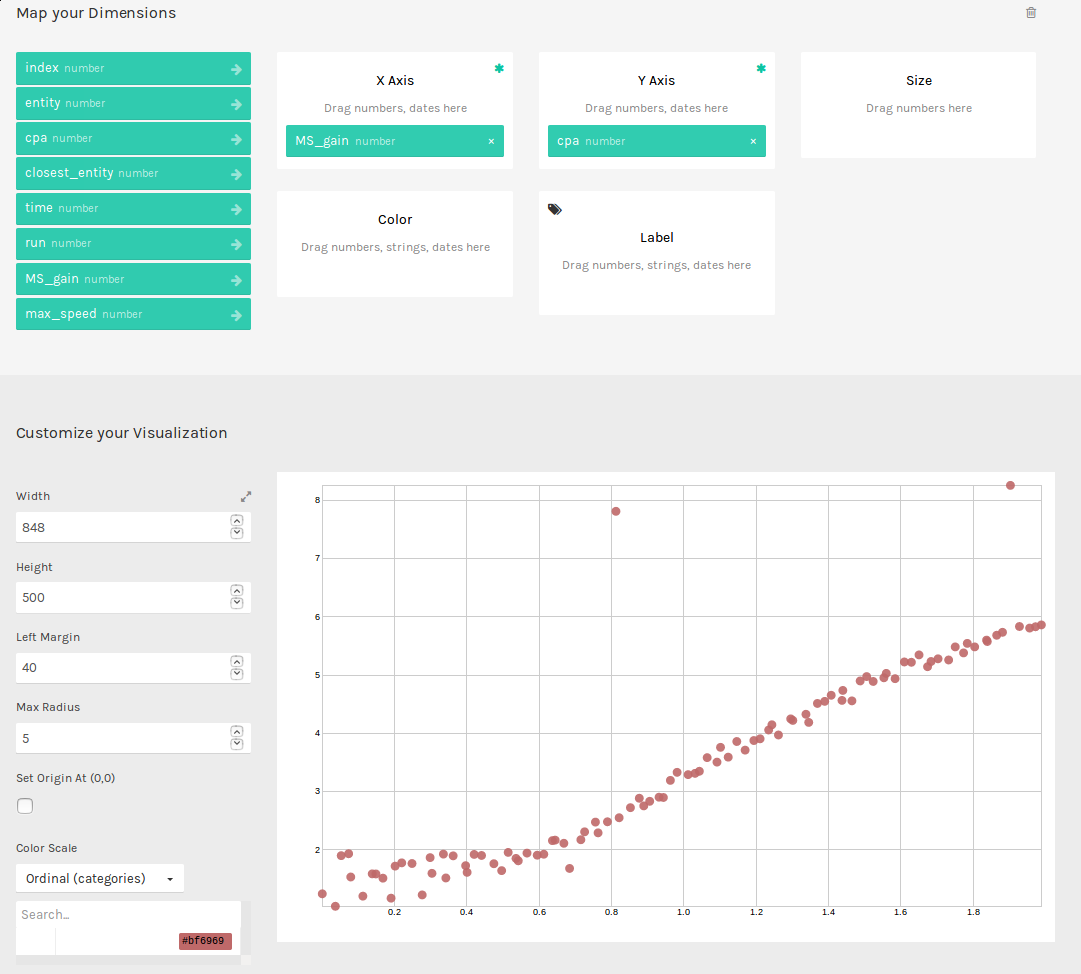 Map your Dimensions
index number
entity number
cpa number
closest_entity number
time number
run number
MS_gain number
max_speed number
X Axis
Drag numbers, dates here
MS_gain number ×
Y Axis
Drag numbers, dates here
cpa number ×
Size
Drag numbers here
Color
Drag numbers, strings, dates here
Label
Drag numbers, strings, dates here
Customize your Visualization
Width
848
Height
500
Left Margin
40
Max Radius
5
Set Origin At (0,0)
Color Scale
Ordinal (categories)
Search...
#bf6969
8
7
6
5
4
3
2
0.2 0.4 0.6 0.8 1.0 1.2 1.4 1.6 1.8